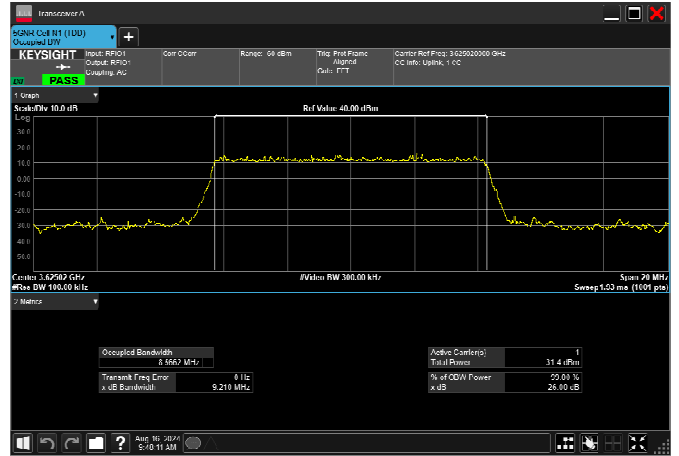 Transceiver A
5GNR Cell N1 (TDD)
Occupied BW
+
KEYSIGHT
PASS
Input: RFIO1
Output: RFIO1
Coupling: AC
Corr CCorr
Range: 50 dBm
Trig: Prot Frame
Aligned
Gate: FFT
Carrier Ref Freq: 3.625020000 GHz
CC Info: Uplink, 1 CC
1 Graph
Scale/Div 10.0 dB
Ref Value 40.00 dBm
Log
30.0
20.0
10.0
0.00
-10.0
-20.0
30.0
40.0
50.0
Center 3.62502 GHz
#Video BW 300.00 kHz
Span 20 MHz
#Res BW 100.00 kHz
Sweep 1.93 ms (1001 pts)
2 Metrics
Occupied Bandwidth
8.5662 MHz
Transmit Freq Error
0 Hz
x dB Bandwidth
9.210 MHz
Active Carrier(s)
1
Total Power
31.4 dBm
% of OBW Power
99.00 %
x dB
26.00 dB
?
Aug 16, 2024
9:48:11 AM